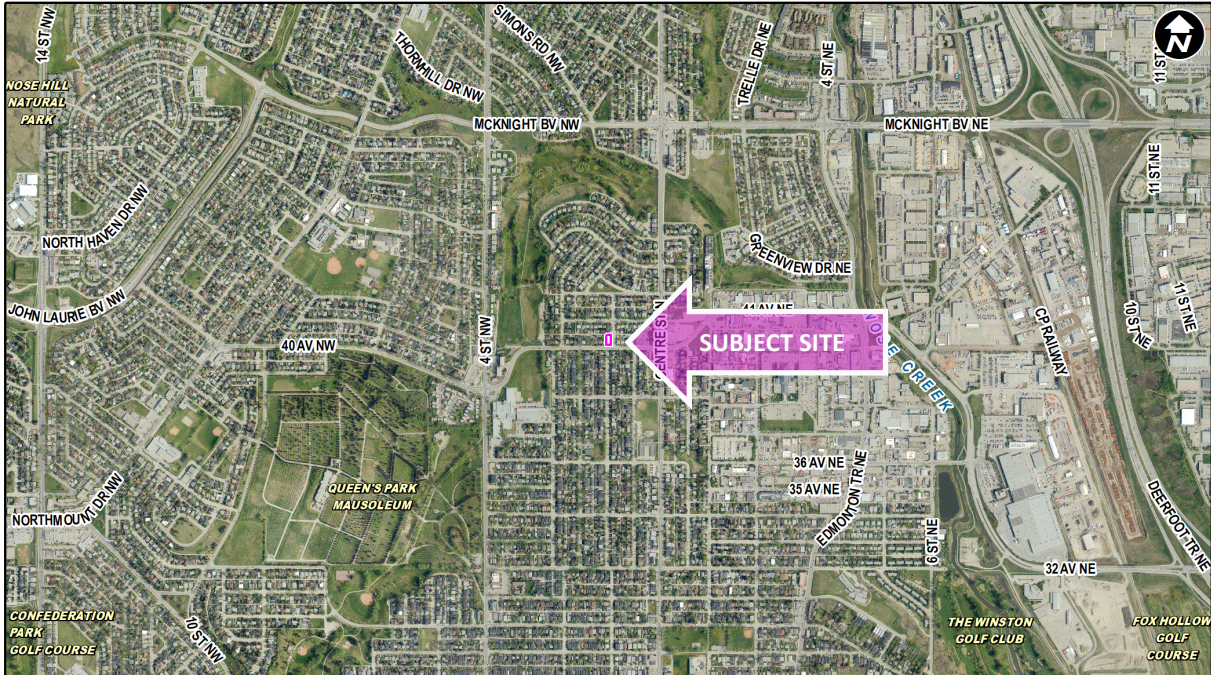 14 ST NW
SIMONS RD NW
THORNHILL DR NW
TRELLE DR NE
4 ST NE
11 ST NE
N
NOSE HILL
NATURAL
PARK
MCKNIGHT BV NW
MCKNIGHT BV NE
11 ST NE
NORTH HAVEN DR NW
GREENVIEW DR NE
JOHN LAURIE BV NW
4 ST NW
CENTRE ST N
41 AV NE
SUBJECT SITE
NOSE CREEK
CP RAILWAY
10 ST NE
11 ST NE
40 AV NW
QUEEN'S PARK
MAUSOLEUM
36 AV NE
35 AV NE
EDMONTON TR NE
NORTHMOUNT DR NW
6 ST NE
DEERFOOT TR NE
32 AV NE
CONFEDERATION
PARK
GOLF COURSE
10 ST NW
THE WINSTON
GOLF CLUB
FOX HOLLOW
GOLF
COURSE